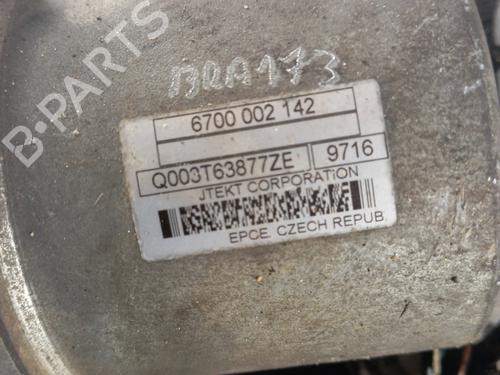 B-PARTS
BRA173
6700 002 142
Q003T63877ZE 9716
JTEKT CORPORATION
EPCE, CZECH REPUB.